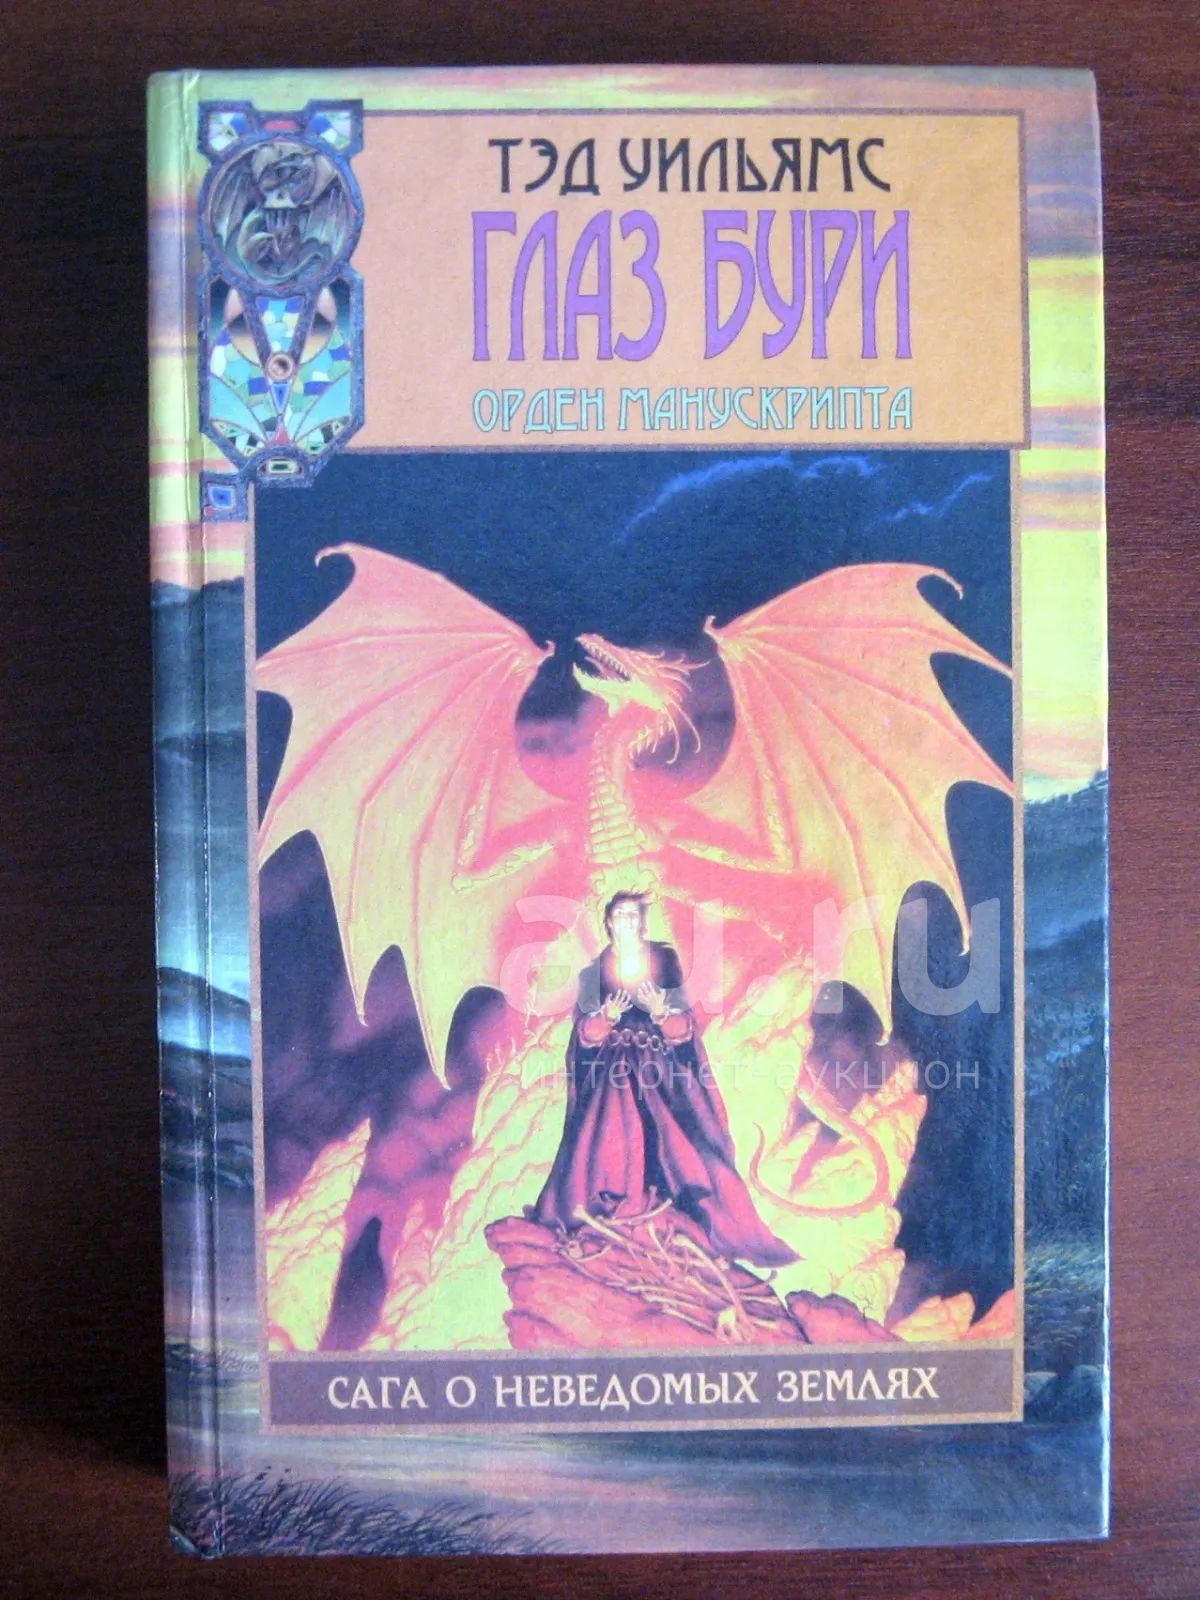 ТЭД УИЛЬЯМС
ГЛАЗ БУРИ
ОРДЕН МАНУСКРИПТА
au.ru
интернет-аукцион
САГА О НЕВЕДОМЫХ ЗЕМЛЯХ